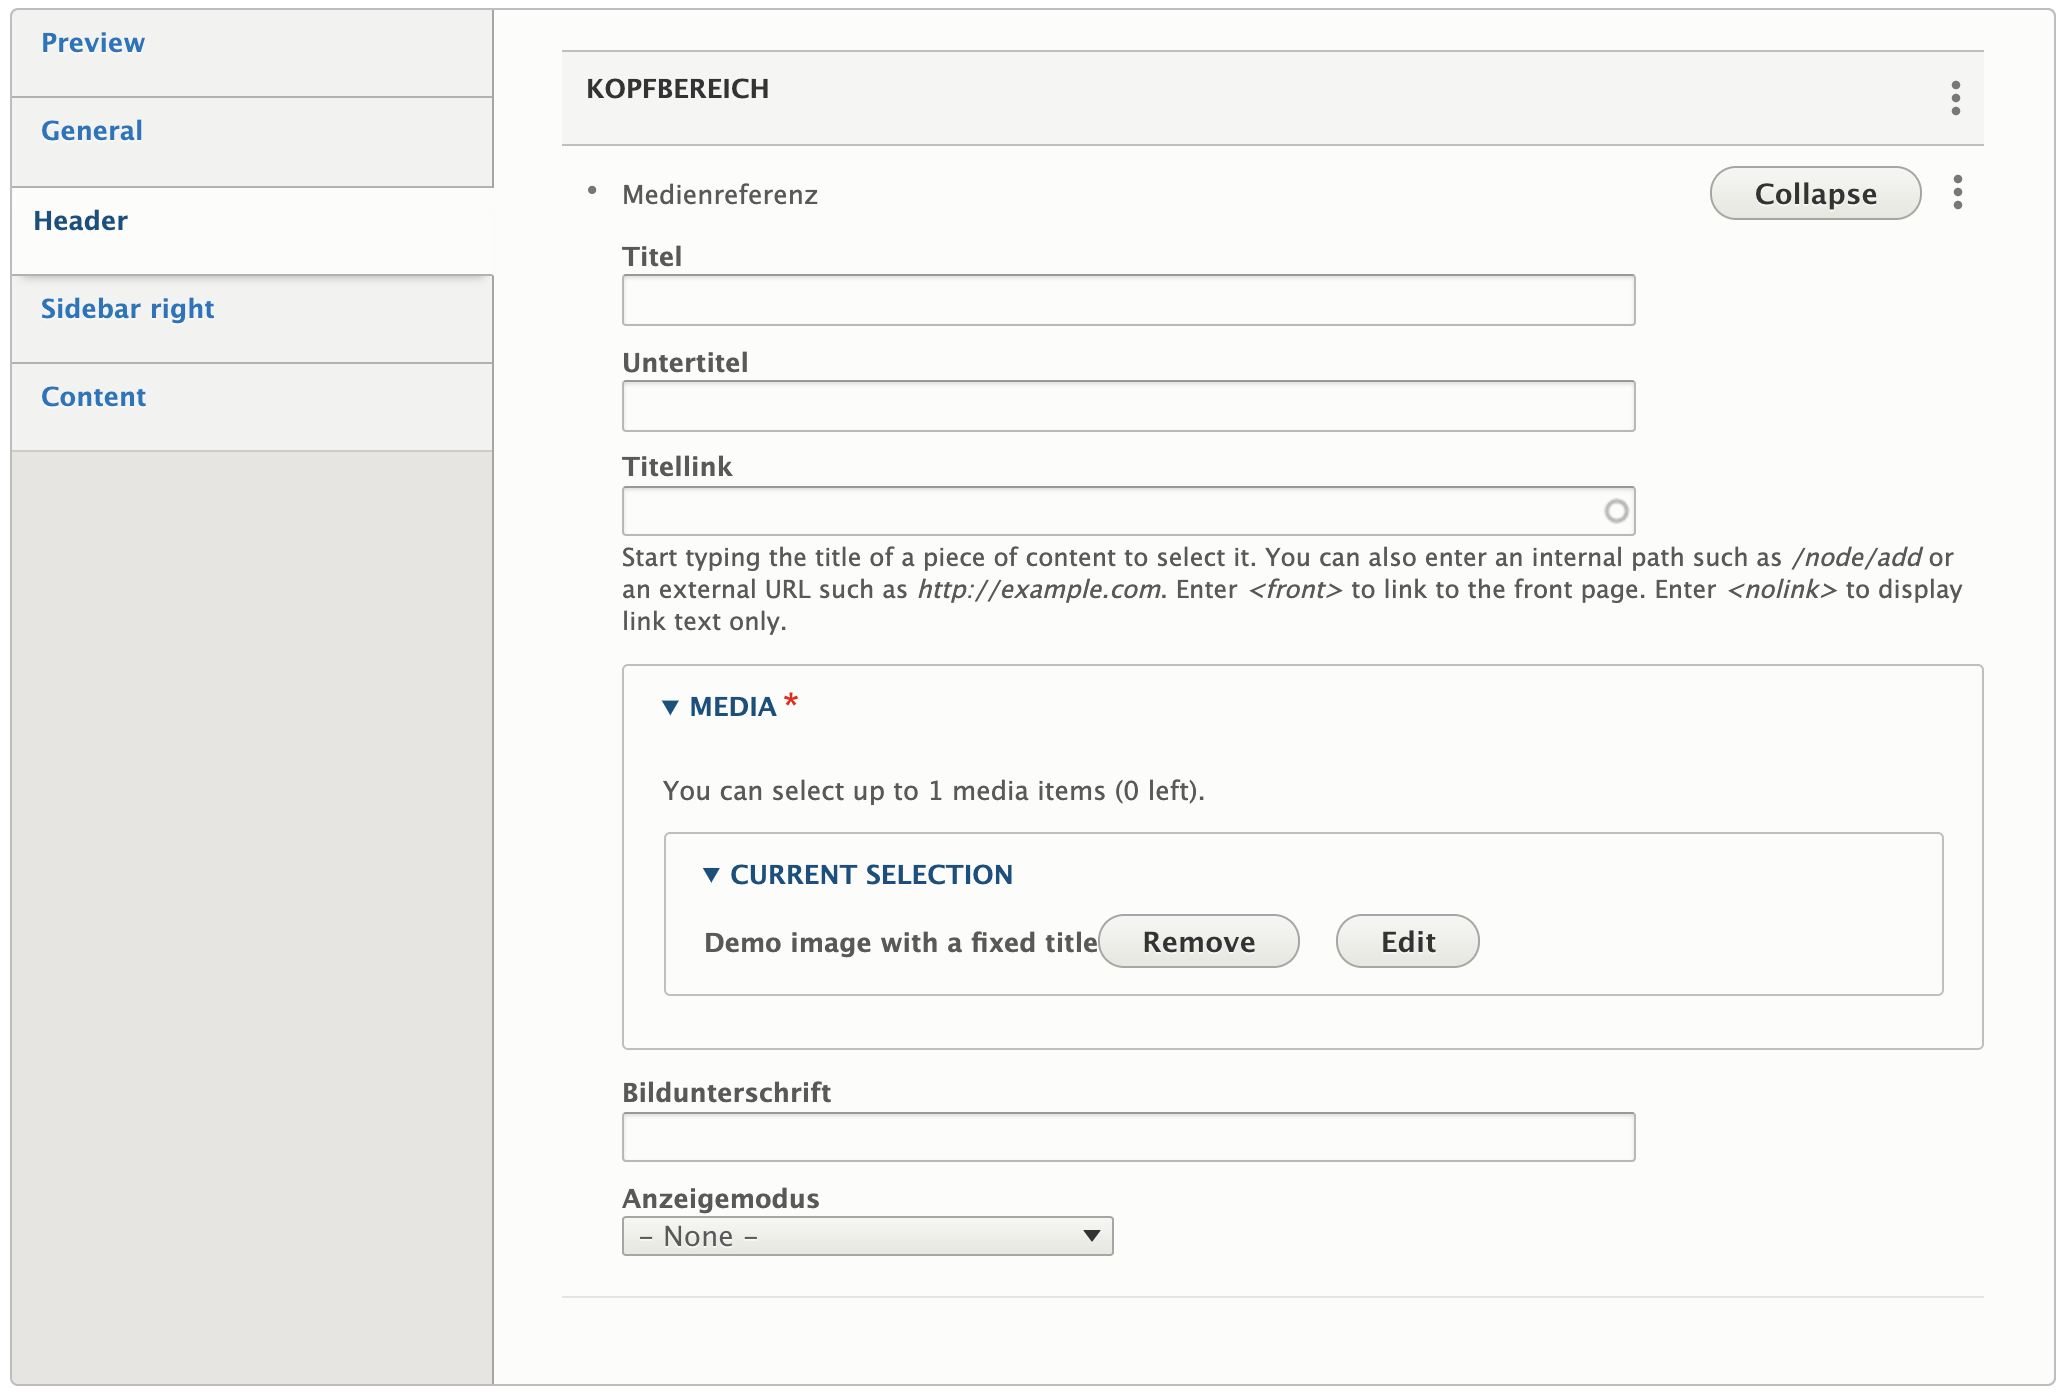 Preview
General
Header
Sidebar right
Content
KOPFBEREICH
Medienreferenz
Collapse
Titel
Untertitel
Titellink
Start typing the title of a piece of content to select it. You can also enter an internal path such as /node/add or
an external URL such as http://example.com. Enter <front> to link to the front page. Enter <nolink> to display
link text only.
MEDIA *
You can select up to 1 media items (0 left).
CURRENT SELECTION
Demo image with a fixed title Remove Edit
Bildunterschrift
Anzeigemodus
- None -